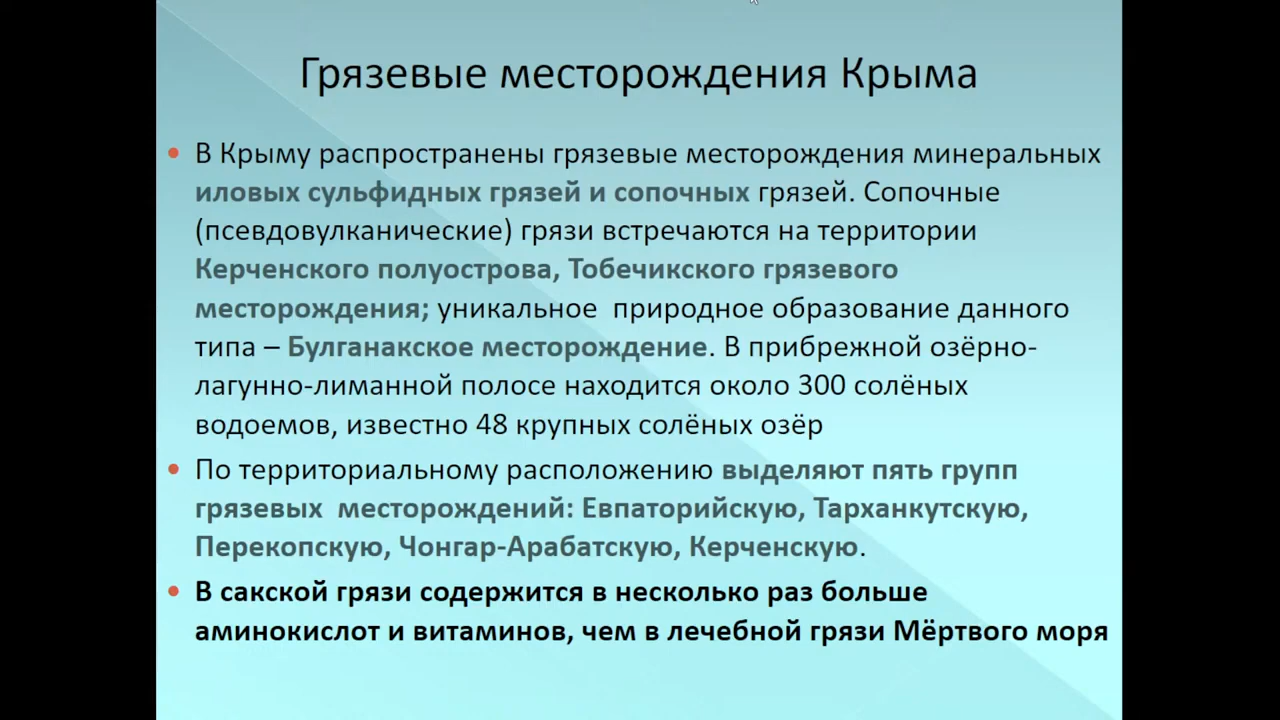 Грязевые месторождения Крыма
• В Крыму распространены грязевые месторождения минеральных
иловых сульфидных грязей и сопочных грязей. Сопочные
(псевдовулканические) грязи встречаются на территории
Керченского полуострова, Тобечикского грязевого
месторождения; уникальное  природное образование данного
типа – Булганакское месторождение. В прибрежной озёрно-
лагунно-лиманной полосе находится около 300 солёных
водоемов, известно 48 крупных солёных озёр
• По территориальному расположению выделяют пять групп
грязевых  месторождений: Евпаторийскую, Тарханкутскую,
Перекопскую, Чонгар-Арабатскую, Керченскую.
• В сакской грязи содержится в несколько раз больше
аминокислот и витаминов, чем в лечебной грязи Мёртвого моря